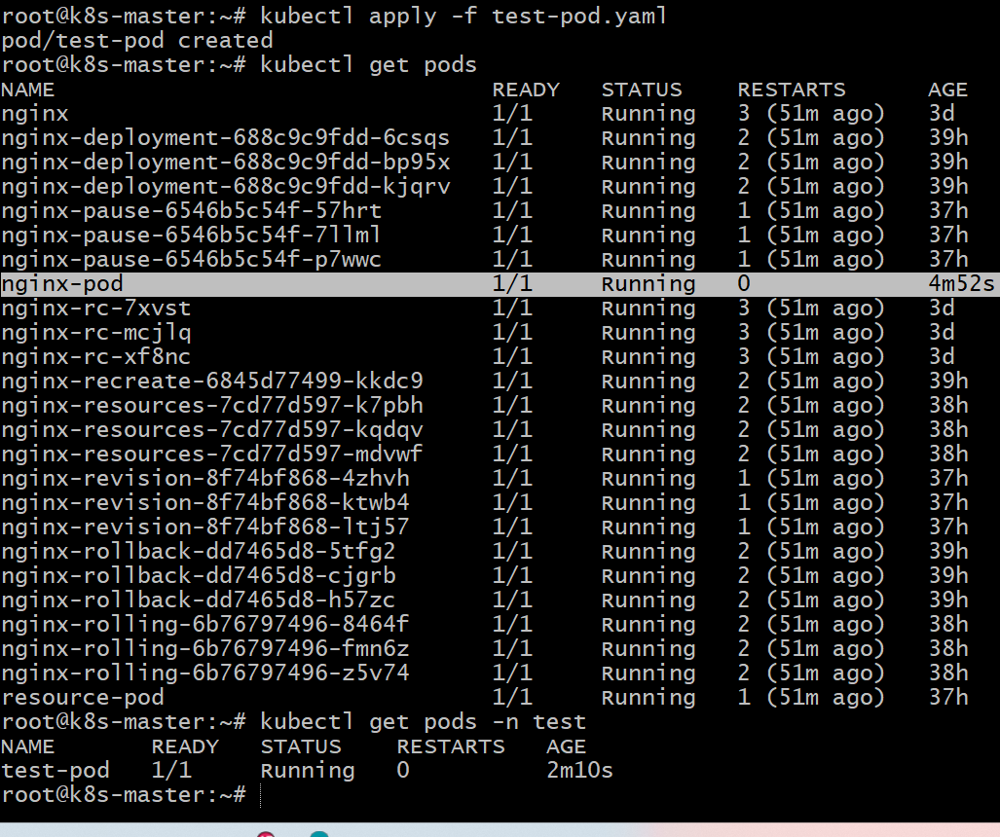 root@k8s-master:~# kubectl apply -f test-pod.yaml
pod/test-pod created
root@k8s-master:~# kubectl get pods
NAME READY STATUS RESTARTS AGE
nginx 1/1 Running 3 (51m ago) 3d
nginx-deployment-688c9c9fdd-6csqs 1/1 Running 2 (51m ago) 39h
nginx-deployment-688c9c9fdd-bp95x 1/1 Running 2 (51m ago) 39h
nginx-deployment-688c9c9fdd-kjqrv 1/1 Running 2 (51m ago) 39h
nginx-pause-6546b5c54f-57hrt 1/1 Running 1 (51m ago) 37h
nginx-pause-6546b5c54f-7llml 1/1 Running 1 (51m ago) 37h
nginx-pause-6546b5c54f-p7wwc 1/1 Running 1 (51m ago) 37h
nginx-pod 1/1 Running 0 4m52s
nginx-rc-7xvst 1/1 Running 3 (51m ago) 3d
nginx-rc-mcjlq 1/1 Running 3 (51m ago) 3d
nginx-rc-xf8nc 1/1 Running 3 (51m ago) 3d
nginx-recreate-6845d77499-kkdc9 1/1 Running 2 (51m ago) 39h
nginx-resources-7cd77d597-k7pbh 1/1 Running 2 (51m ago) 38h
nginx-resources-7cd77d597-kqdqv 1/1 Running 2 (51m ago) 38h
nginx-resources-7cd77d597-mdvwf 1/1 Running 2 (51m ago) 38h
nginx-revision-8f74bf868-4zhvh 1/1 Running 1 (51m ago) 37h
nginx-revision-8f74bf868-ktwb4 1/1 Running 1 (51m ago) 37h
nginx-revision-8f74bf868-ltj57 1/1 Running 1 (51m ago) 37h
nginx-rollback-dd7465d8-5tfg2 1/1 Running 2 (51m ago) 39h
nginx-rollback-dd7465d8-cjgrb 1/1 Running 2 (51m ago) 39h
nginx-rollback-dd7465d8-h57zc 1/1 Running 2 (51m ago) 39h
nginx-rolling-6b76797496-8464f 1/1 Running 2 (51m ago) 38h
nginx-rolling-6b76797496-fmn6z 1/1 Running 2 (51m ago) 38h
nginx-rolling-6b76797496-z5v74 1/1 Running 2 (51m ago) 38h
resource-pod 1/1 Running 1 (51m ago) 37h
root@k8s-master:~# kubectl get pods -n test
NAME READY STATUS RESTARTS AGE
test-pod 1/1 Running 0 2m10s
root@k8s-master:~#